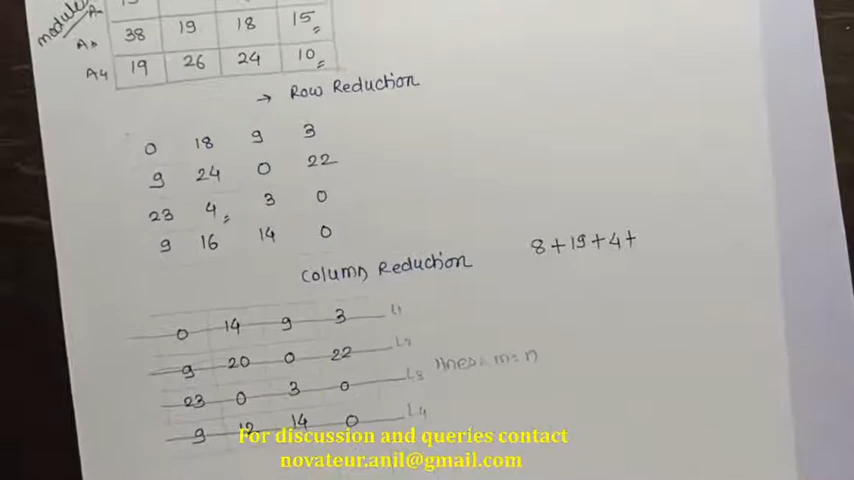 module
A3 38 19 18 15
A4 19 26 24 10
→ Row Reduction
0 18 9 3
9 24 0 22
23 4 3 0
9 16 14 0
Column Reduction
8+19+4+
0 14 9 3 L1
9 20 0 22 L2
lines = m = n
23 0 3 0 L3
9 12 14 0 L4
For discussion and queries contact
novateur.anil@gmail.com